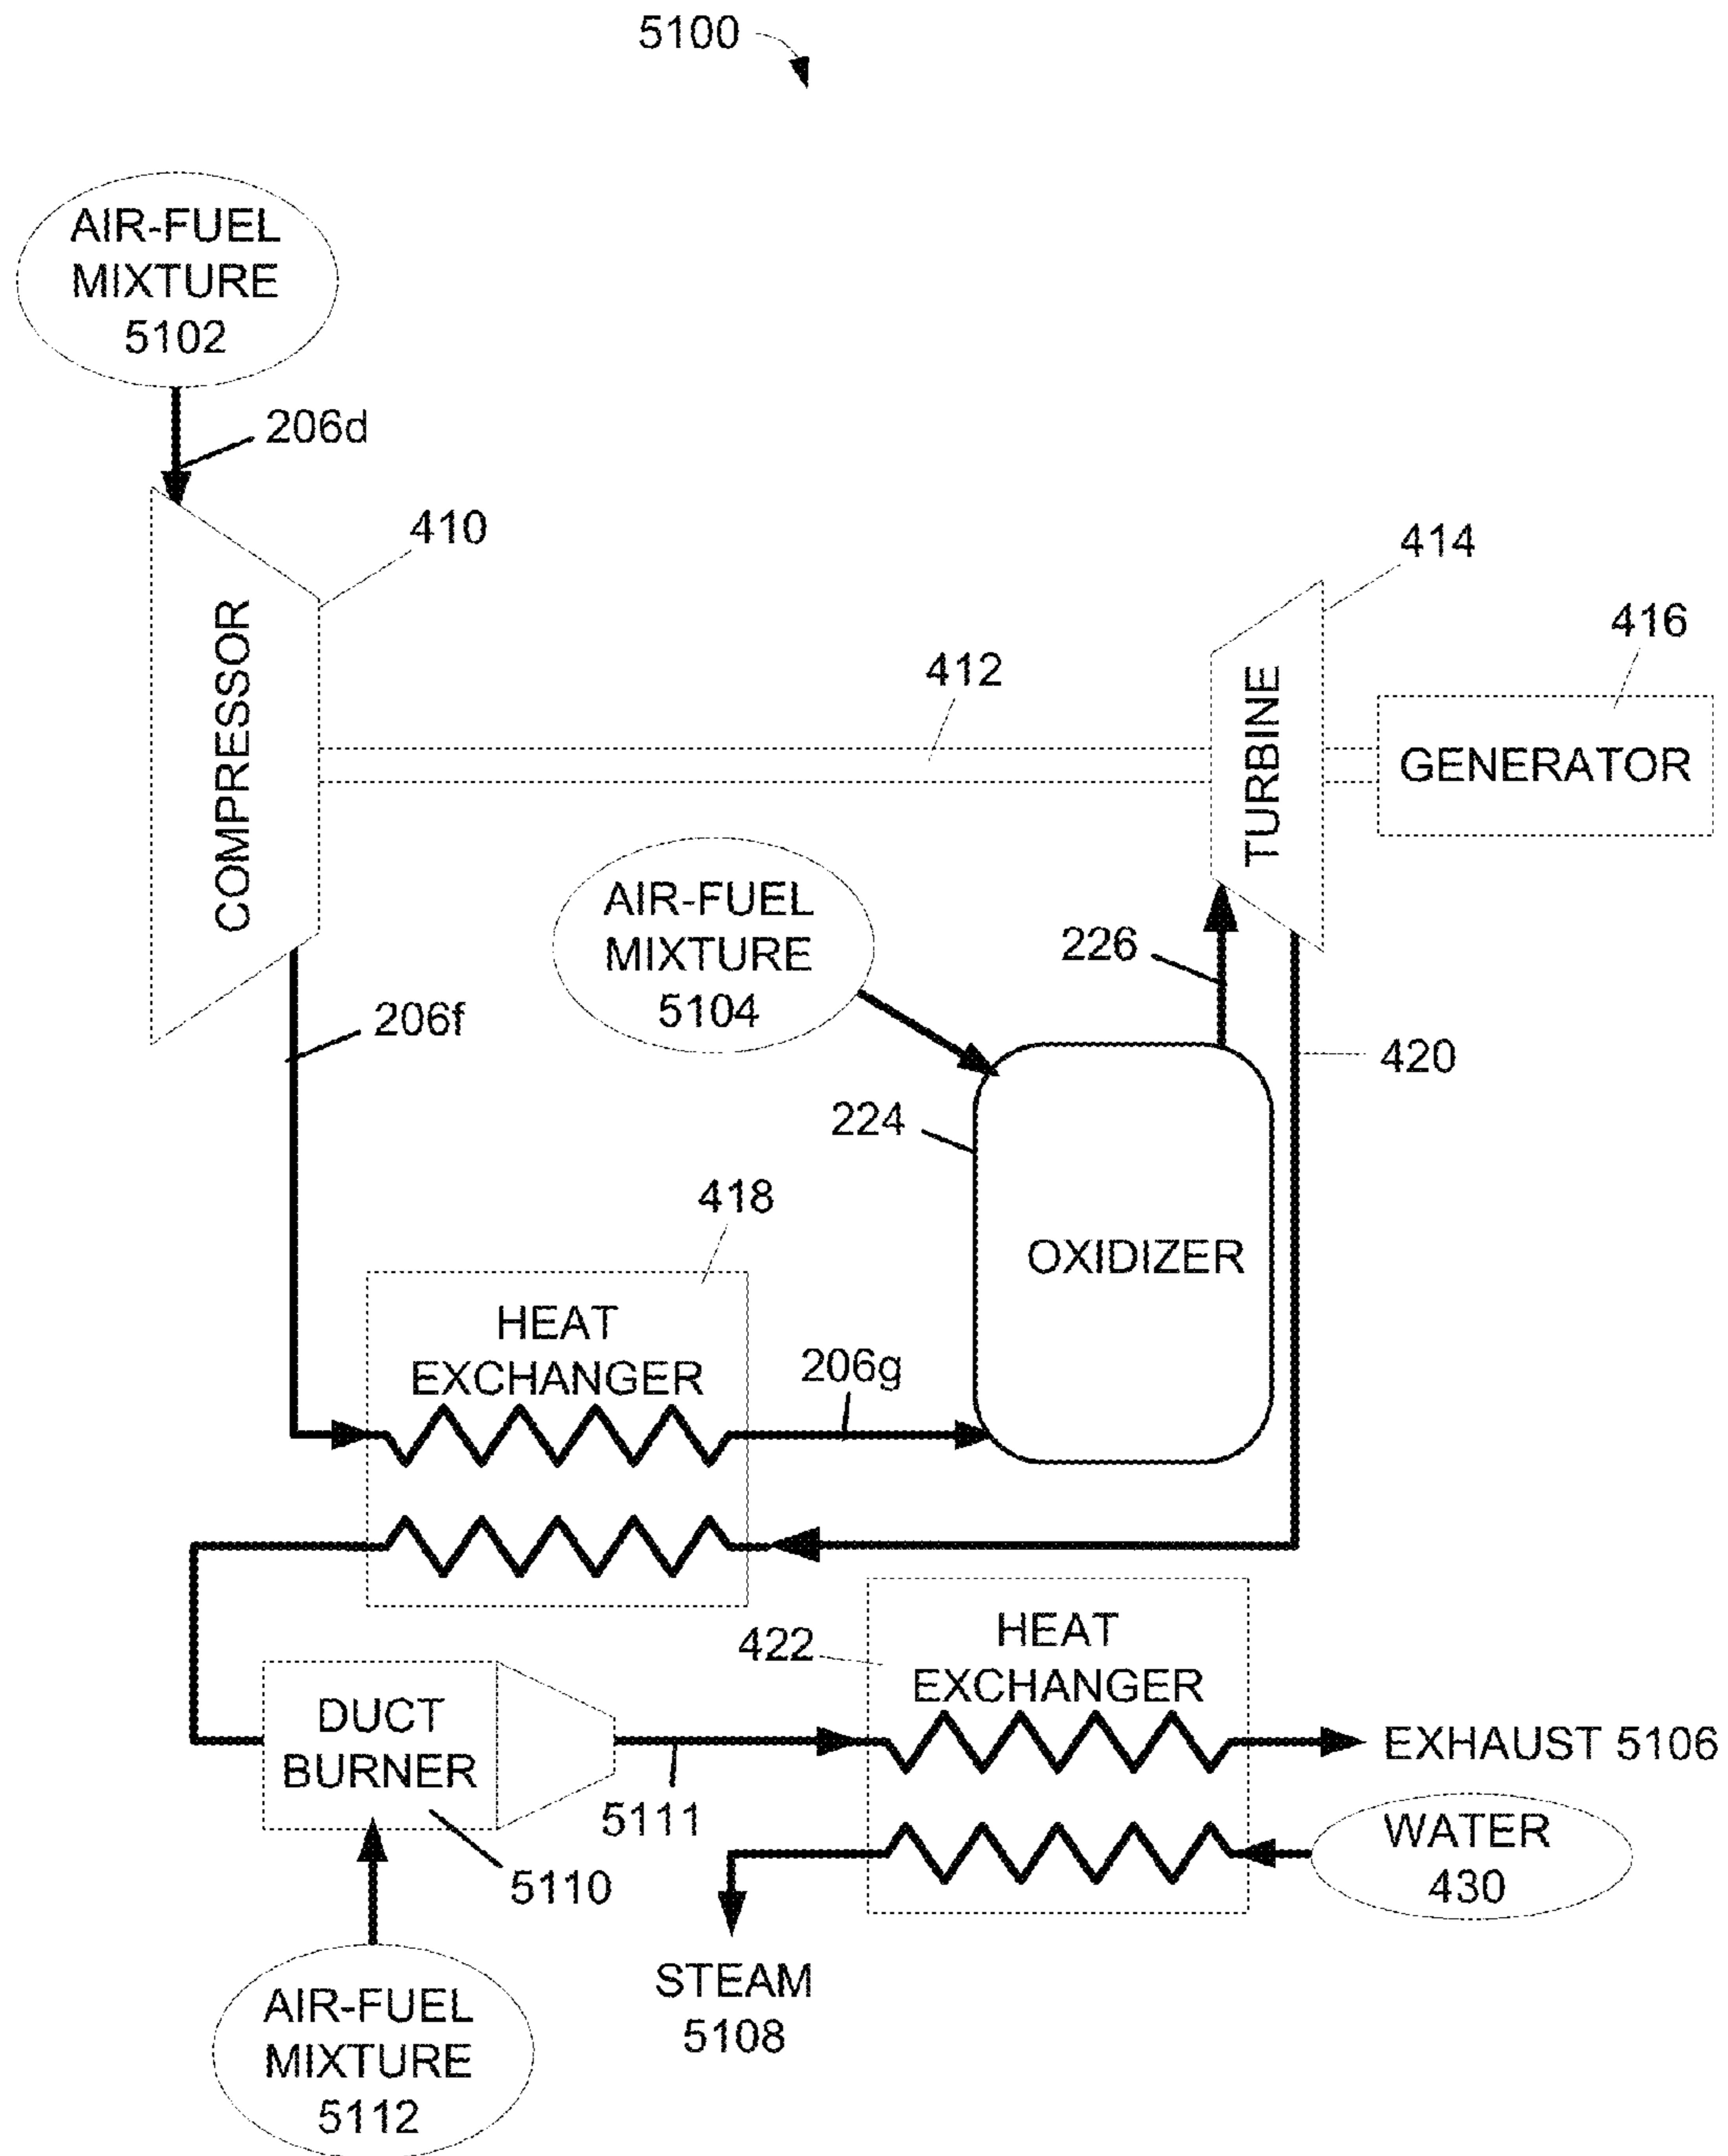 5100
AIR-FUEL
MIXTURE
5102
206d
410
COMPRESSOR
414
416
412
TURBINE
GENERATOR
AIR-FUEL
MIXTURE
5104
226
206f
420
224
418
OXIDIZER
HEAT
EXCHANGER
206g
422
HEAT
EXCHANGER
DUCT
BURNER
EXHAUST 5106
5111
WATER
430
5110
STEAM
5108
AIR-FUEL
MIXTURE
5112